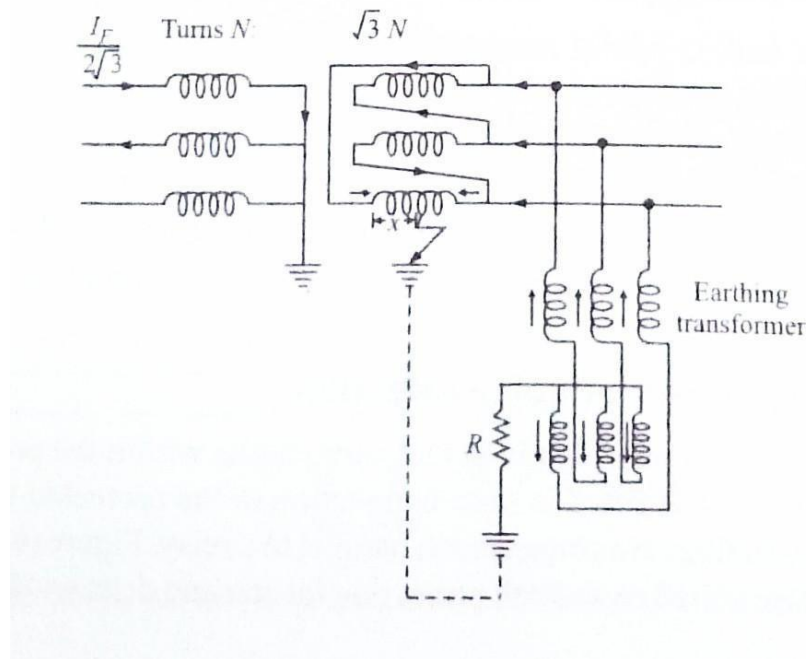 I_F
2√3
Turns N:
√3 N
x
Earthing
transformer
R